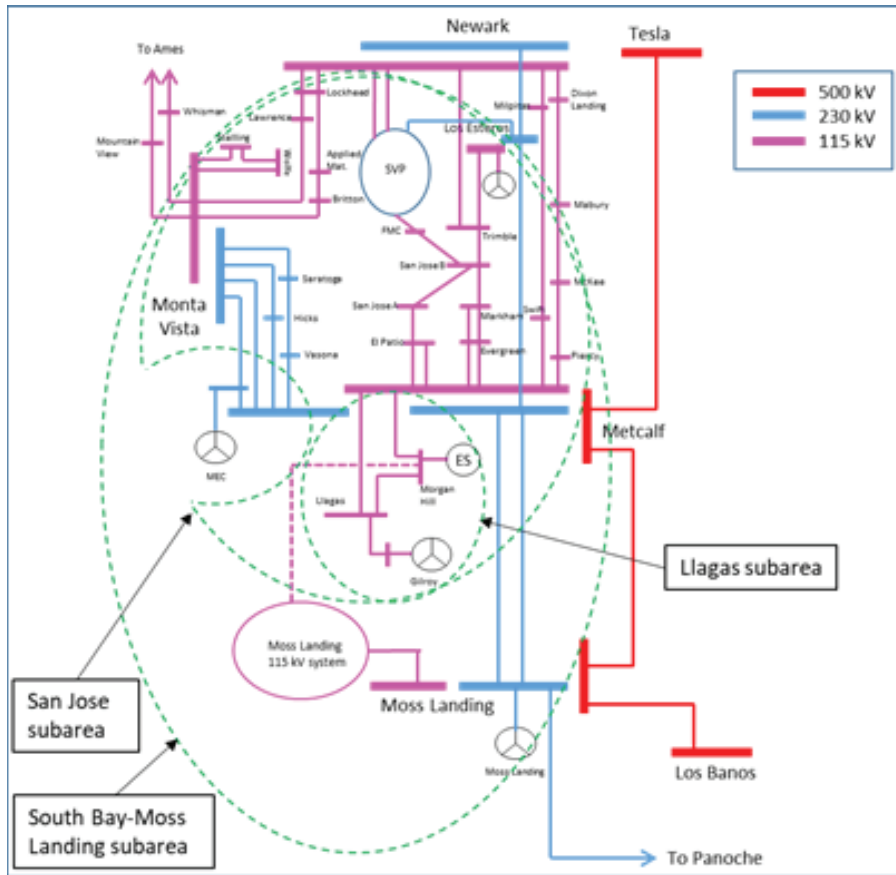 Newark
Tesla
To Ames
500 kV
230 kV
115 kV
Whisman
Lockhead
Lawrence
Milpitas
Dixon
Landing
Mountain
View
Stelling
Wolfe
Applied
Mat.
Britton
SVP
Los Esteros
Mabury
FMC
Trimble
San Jose B
Saratoga
McKee
Monta
Vista
San Jose A
Markham
Swift
Hicks
El Patio
Evergreen
Piercy
Vasona
Metcalf
MEC
ES
Morgan
Hill
Llagas
Gilroy
Llagas subarea
Moss Landing
115 kV system
San Jose
subarea
Moss Landing
Moss Landing
Los Banos
South Bay-Moss
Landing subarea
To Panoche